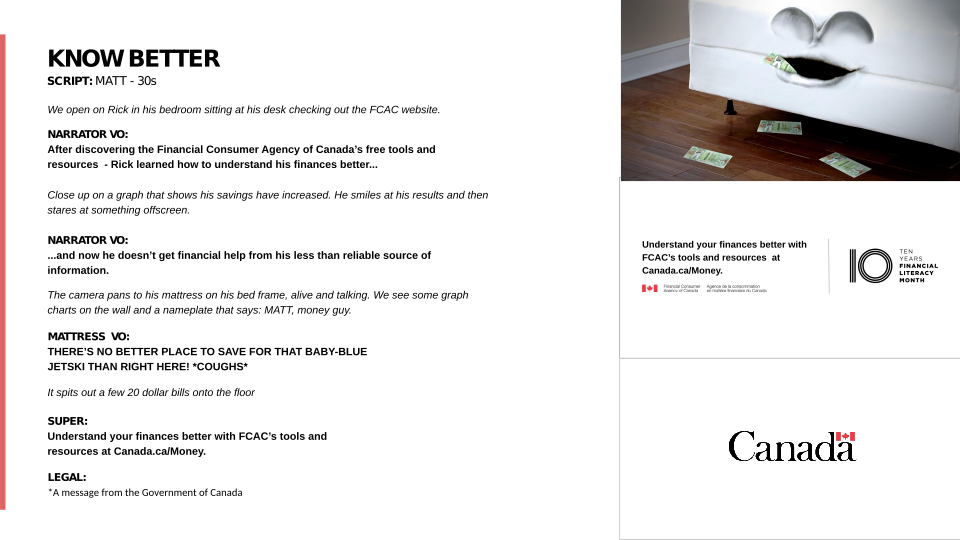 KNOW BETTER
SCRIPT: MATT - 30s
We open on Rick in his bedroom sitting at his desk checking out the FCAC website.
NARRATOR VO:
After discovering the Financial Consumer Agency of Canada's free tools and
resources - Rick learned how to understand his finances better...
Close up on a graph that shows his savings have increased. He smiles at his results and then
stares at something offscreen.
NARRATOR VO:
...and now he doesn't get financial help from his less than reliable source of
information.
The camera pans to his mattress on his bed frame, alive and talking. We see some graph
charts on the wall and a nameplate that says: MATT, money guy.
MATTRESS VO:
THERE'S NO BETTER PLACE TO SAVE FOR THAT BABY-BLUE
JETSKI THAN RIGHT HERE! *COUGHS*
It spits out a few 20 dollar bills onto the floor
SUPER:
Understand your finances better with FCAC's tools and
resources at Canada.ca/Money.
LEGAL:
*A message from the Government of Canada
Understand your finances better with
FCAC's tools and resources at
Canada.ca/Money.
Financial Consumer Agence de la consommation
Agency of Canada en matière financière du Canada
10 TEN
YEARS
FINANCIAL
LITERACY
MONTH
Canada